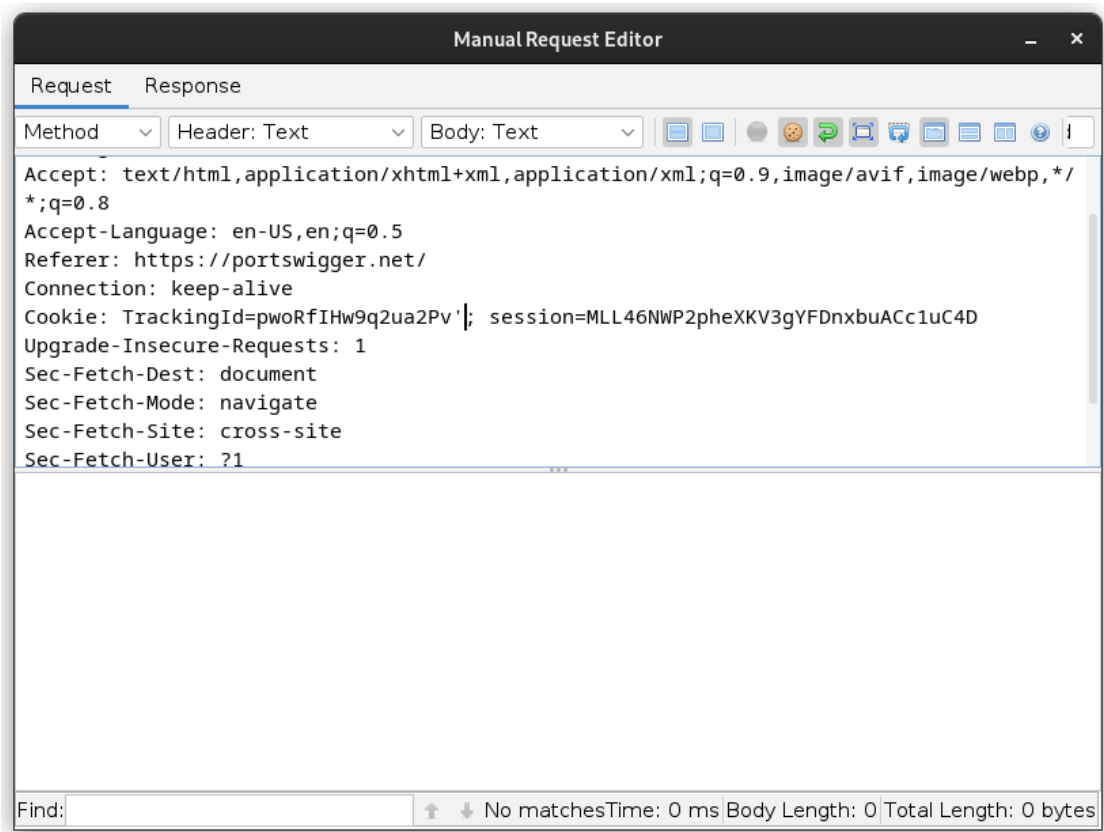 Manual Request Editor
Request Response
Method Header: Text Body: Text
Accept: text/html,application/xhtml+xml,application/xml;q=0.9,image/avif,image/webp,*/
*;q=0.8
Accept-Language: en-US,en;q=0.5
Referer: https://portswigger.net/
Connection: keep-alive
Cookie: TrackingId=pwoRfIHw9q2ua2Pv'; session=MLL46NWP2pheXKV3gYFDnxbuACc1uC4D
Upgrade-Insecure-Requests: 1
Sec-Fetch-Dest: document
Sec-Fetch-Mode: navigate
Sec-Fetch-Site: cross-site
Sec-Fetch-User: ?1
Find: No matches Time: 0 ms Body Length: 0 Total Length: 0 bytes